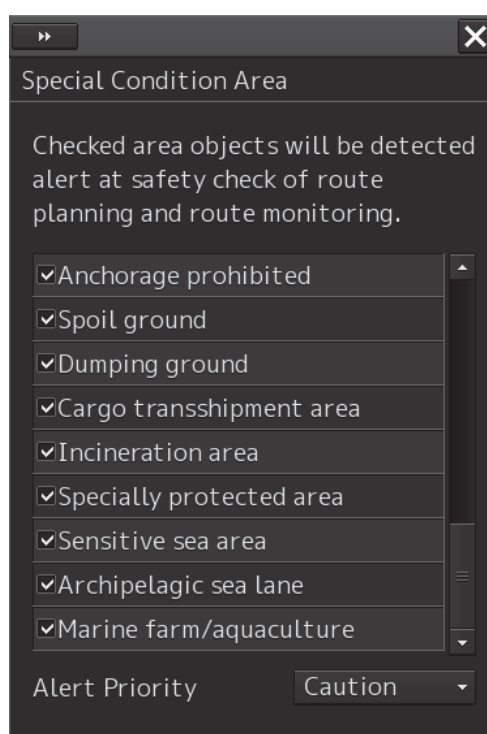 Special Condition Area
Checked area objects will be detected
alert at safety check of route
planning and route monitoring.
Anchorage prohibited
Spoil ground
Dumping ground
Cargo transshipment area
Incineration area
Specially protected area
Sensitive sea area
Archipelagic sea lane
Marine farm/aquaculture
Alert Priority Caution